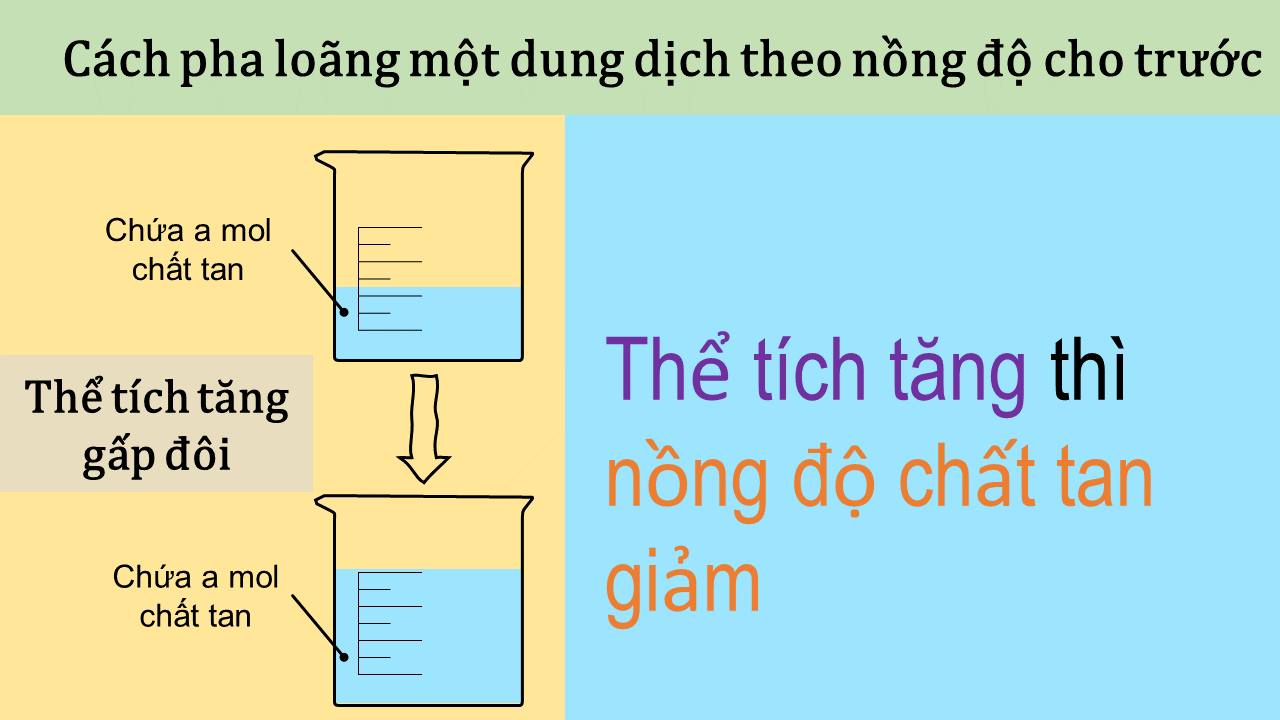 Cách pha loãng một dung dịch theo nồng độ cho trước
Chứa a mol
chất tan
Thể tích tăng
gấp đôi
Chứa a mol
chất tan
Thể tích tăng thì
nồng độ chất tan
giảm